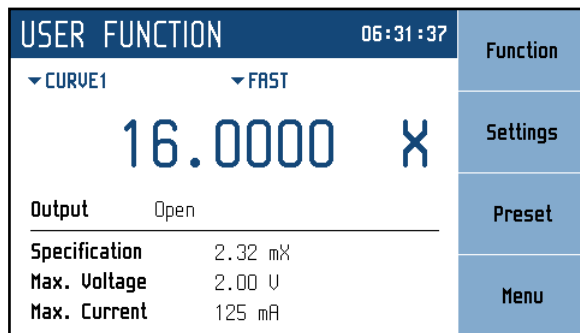 USER FUNCTION 06:31:37
CURVE1 FAST
16.0000 X
Output Open
Specification 2.32 mX
Max. Voltage 2.00 V
Max. Current 125 mA
Function
Settings
Preset
Menu